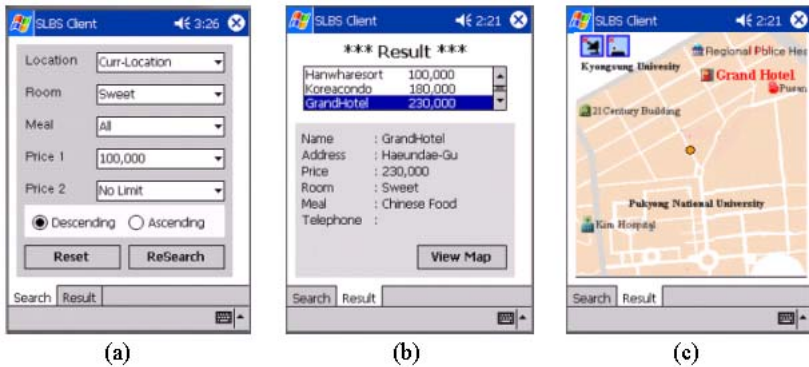 SLBS Client 3:26
Location Curr-Location
Room Sweet
Meal All
Price 1 100,000
Price 2 No Limit
Descending Ascending
Reset ReSearch
Search Result
(a)
SLBS Client 2:21
*** Result ***
Hanwharesort 100,000
Koreacondo 180,000
GrandHotel 230,000
Name : GrandHotel
Address : Haeundae-Gu
Price : 230,000
Room : Sweet
Meal : Chinese Food
Telephone :
View Map
Search Result
(b)
SLBS Client 2:21
Regional Police Hea
Kyongsung Univesity
Grand Hotel
Pusan
21 Century Building
Pukyong National University
Kim Hospital
Search Result
(c)